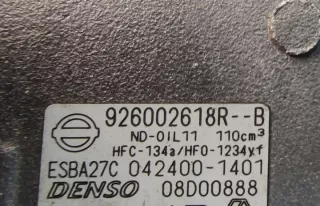 926002618R--B
ND-OIL11 110cm³
HFC-134a/HFO-1234yf
ESBA27C 042400-1401
DENSO 08D00888